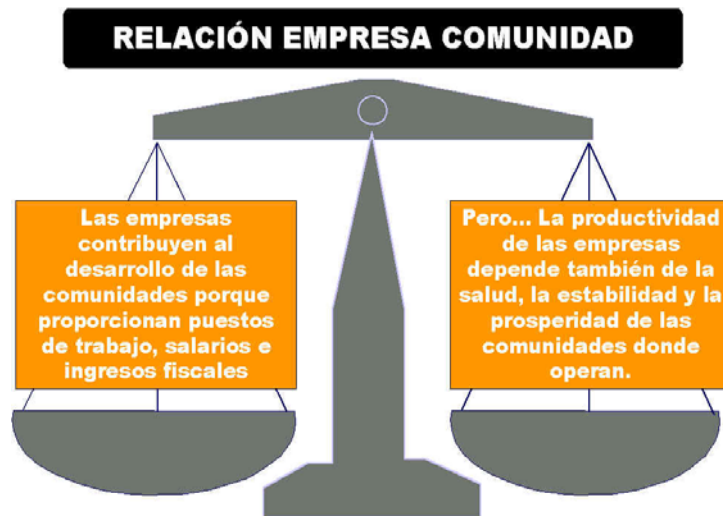 RELACIÓN EMPRESA COMUNIDAD
Las empresas
contribuyen al
desarrollo de las
comunidades porque
proporcionan puestos
de trabajo, salarios e
ingresos fiscales
Pero... La productividad
de las empresas
depende también de la
salud, la estabilidad y la
prosperidad de las
comunidades donde
operan.